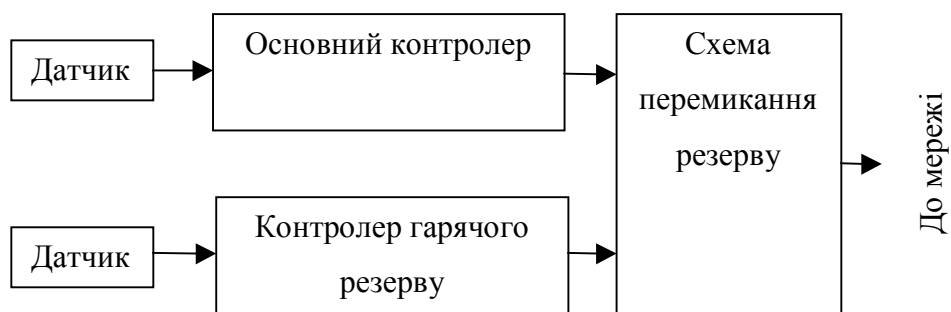 Датчик
Основний контролер
Схема
перемикання
резерву
До мережі
Датчик
Контролер гарячого
резерву